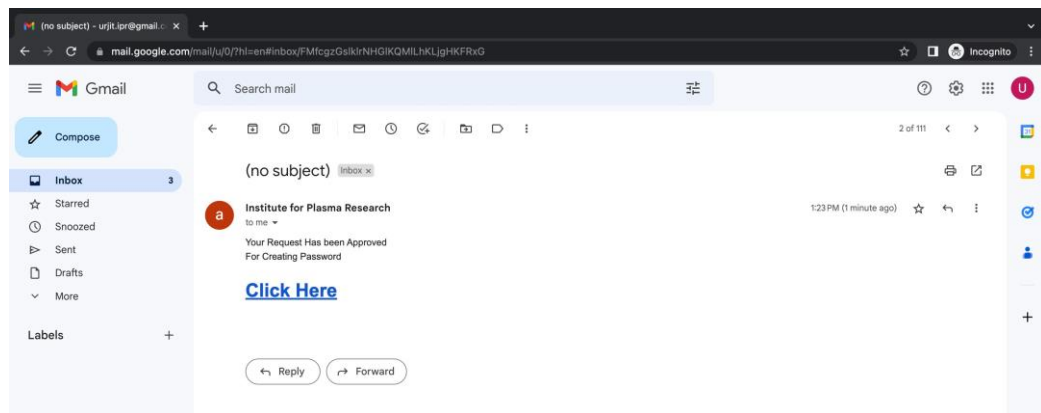 (no subject) - urjit.ipr@gmail.c
mail.google.com/mail/u/0/?hl=en#inbox/FMfcgzGslklrNHGlKQMlLhKLjgHKFRxG
Incognito
Gmail
Search mail
U
Compose
2 of 111
31
(no subject) Inbox x
Inbox 3
Starred
Snoozed
Sent
Drafts
More
Labels
a
Institute for Plasma Research
1:23 PM (1 minute ago)
to me
Your Request Has been Approved
For Creating Password
Click Here
Reply
Forward